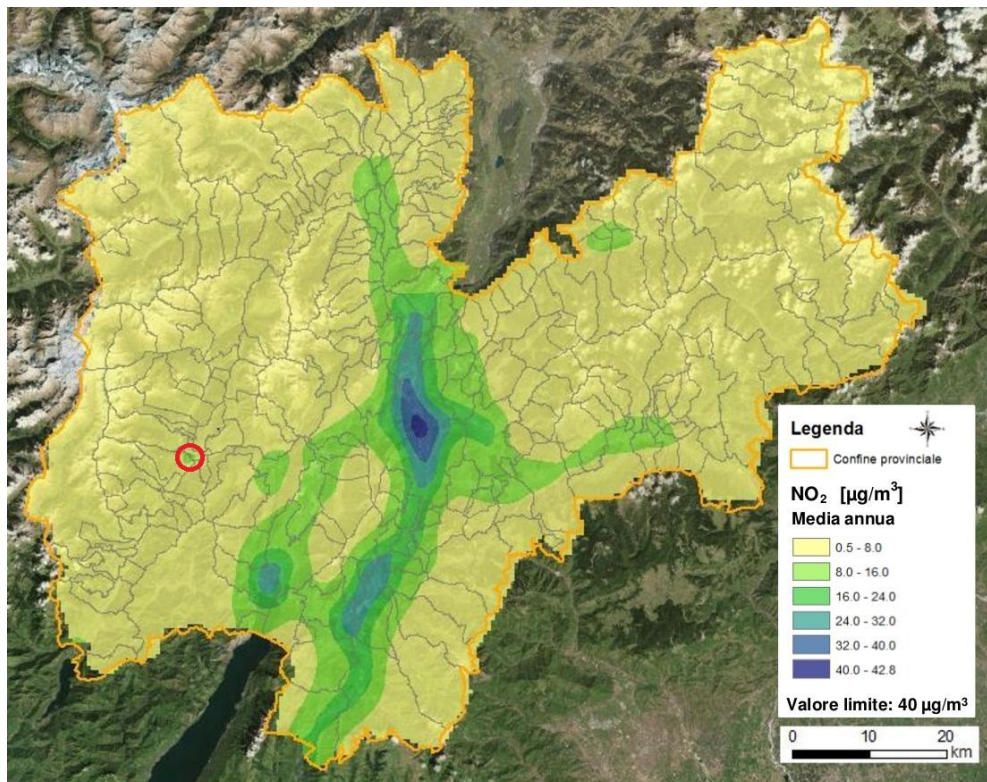 Legenda
Confine provinciale
NO₂ [µg/m³]
Media annua
0.5 - 8.0
8.0 - 16.0
16.0 - 24.0
24.0 - 32.0
32.0 - 40.0
40.0 - 42.8
Valore limite: 40 µg/m³
0 10 20
km